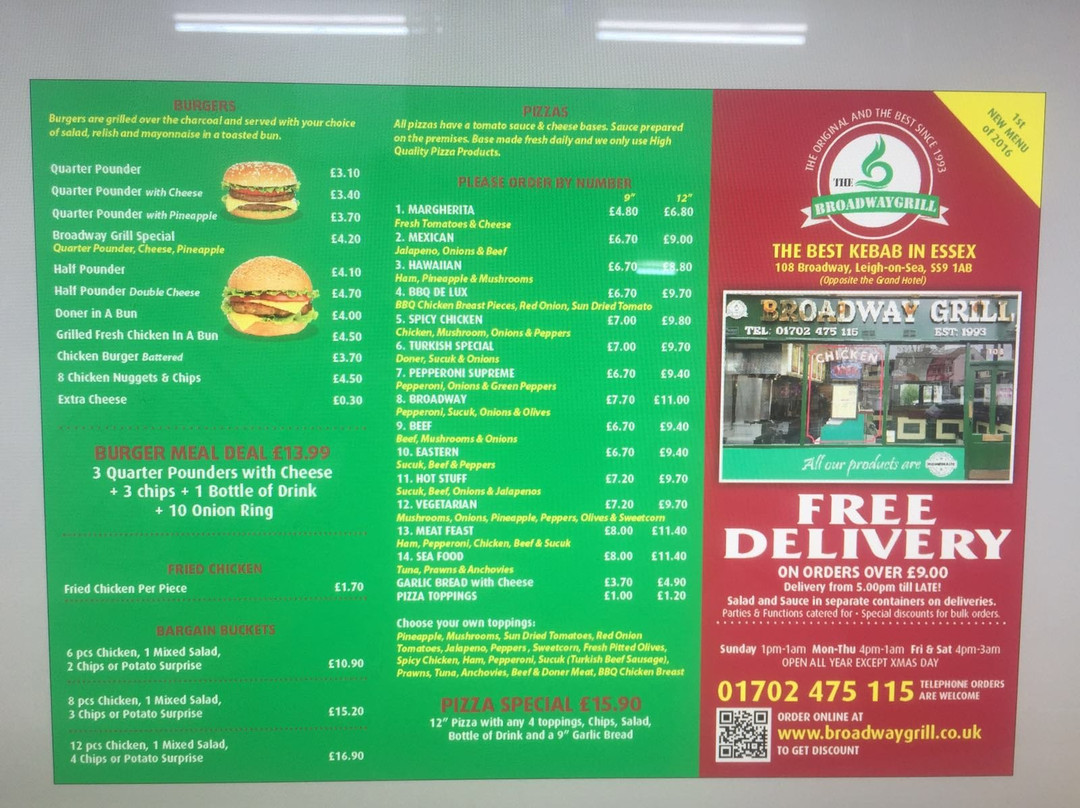 BURGERS
Burgers are grilled over the charcoal and served with your choice
of salad, relish and mayonnaise in a toasted bun.
Quarter Pounder £3.10
Quarter Pounder with Cheese £3.40
Quarter Pounder with Pineapple £3.70
Broadway Grill Special £4.20
Quarter Pounder, Cheese, Pineapple
Half Pounder £4.10
Half Pounder Double Cheese £4.70
Doner in A Bun £4.00
Grilled Fresh Chicken In A Bun £4.50
Chicken Burger Battered £3.70
8 Chicken Nuggets & Chips £4.50
Extra Cheese £0.30
BURGER MEAL DEAL £13.99
3 Quarter Pounders with Cheese
+ 3 chips + 1 Bottle of Drink
+ 10 Onion Ring
FRIED CHICKEN
Fried Chicken Per Piece £1.70
BARGAIN BUCKETS
6 pcs Chicken, 1 Mixed Salad,
2 Chips or Potato Surprise £10.90
8 pcs Chicken, 1 Mixed Salad,
3 Chips or Potato Surprise £15.20
12 pcs Chicken, 1 Mixed Salad,
4 Chips or Potato Surprise £16.90
PIZZAS
All pizzas have a tomato sauce & cheese bases. Sauce prepared
on the premises. Base made fresh daily and we only use High
Quality Pizza Products.
PLEASE ORDER BY NUMBER
9" 12"
1. MARGHERITA £4.80 £6.80
Fresh Tomatoes & Cheese
2. MEXICAN £6.70 £9.00
Jalapeno, Onions & Beef
3. HAWAIIAN £6.70
Ham, Pineapple & Mushrooms
4. BBQ DE LUX £6.70 £9.70
BBQ Chicken Breast Pieces, Red Onion, Sun Dried Tomato
5. SPICY CHICKEN £7.00 £9.80
Chicken, Mushroom, Onions & Peppers
6. TURKISH SPECIAL £7.00 £9.70
Doner, Sucuk & Onions
7. PEPPERONI SUPREME £6.70 £9.40
Pepperoni, Onions & Green Peppers
8. BROADWAY £7.70 £11.00
Pepperoni, Sucuk, Onions & Olives
9. BEEF £6.70 £9.40
Beef, Mushrooms & Onions
10. EASTERN £6.70 £9.40
Sucuk, Beef & Peppers
11. HOT STUFF £7.20 £9.70
Sucuk, Beef, Onions & Jalapenos
12. VEGETARIAN £7.20 £9.70
Mushrooms, Onions, Pineapple, Peppers, Olives & Sweetcorn
13. MEAT FEAST £8.00 £11.40
Ham, Pepperoni, Chicken, Beef & Sucuk
14. SEA FOOD £8.00 £11.40
Tuna, Prawns & Anchovies
GARLIC BREAD with Cheese £3.70 £4.90
PIZZA TOPPINGS £1.00 £1.20
Choose your own toppings:
Pineapple, Mushrooms, Sun Dried Tomatoes, Red Onion
Tomatoes, Jalapeno, Peppers , Sweetcorn, Fresh Pitted Olives,
Spicy Chicken, Ham, Pepperoni, Sucuk (Turkish Beef Sausage),
Prawns, Tuna, Anchovies, Beef & Doner Meat, BBQ Chicken Breast
PIZZA SPECIAL £15.90
12" Pizza with any 4 toppings, Chips, Salad,
Bottle of Drink and a 9" Garlic Bread
1st
NEW MENU
of 2016
THE ORIGINAL AND THE BEST SINCE 1993
THE
BROADWAYGRILL
THE BEST KEBAB IN ESSEX
108 Broadway, Leigh-on-Sea, SS9 1AB
(Opposite the Grand Hotel)
BROADWAY GRILL
TEL: 01702 475 115 EST: 1993
CHICKEN
108
All our products are HOMEMADE
FREE
DELIVERY
ON ORDERS OVER £9.00
Delivery from 5.00pm till LATE!
Salad and Sauce in separate containers on deliveries.
Parties & Functions catered for • Special discounts for bulk orders.
Sunday 1pm-1am Mon-Thu 4pm-1am Fri & Sat 4pm-3am
OPEN ALL YEAR EXCEPT XMAS DAY
01702 475 115 TELEPHONE ORDERS
ARE WELCOME
ORDER ONLINE AT
www.broadwaygrill.co.uk
TO GET DISCOUNT